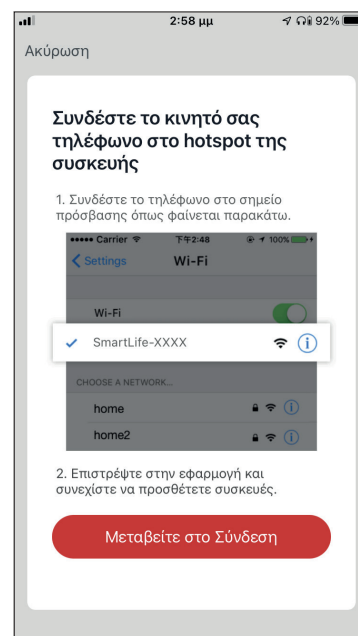 2:58 μμ 92%
Ακύρωση
Συνδέστε το κινητό σας
τηλέφωνο στο hotspot της
συσκευής
1. Συνδέστε το τηλέφωνο στο σημείο
πρόσβασης όπως φαίνεται παρακάτω.
Carrier 下午2:48 100%
Settings Wi-Fi
Wi-Fi
SmartLife-XXXX
CHOOSE A NETWORK...
home
home2
2. Επιστρέψτε στην εφαρμογή και
συνεχίστε να προσθέτετε συσκευές.
Μεταβείτε στο Σύνδεση